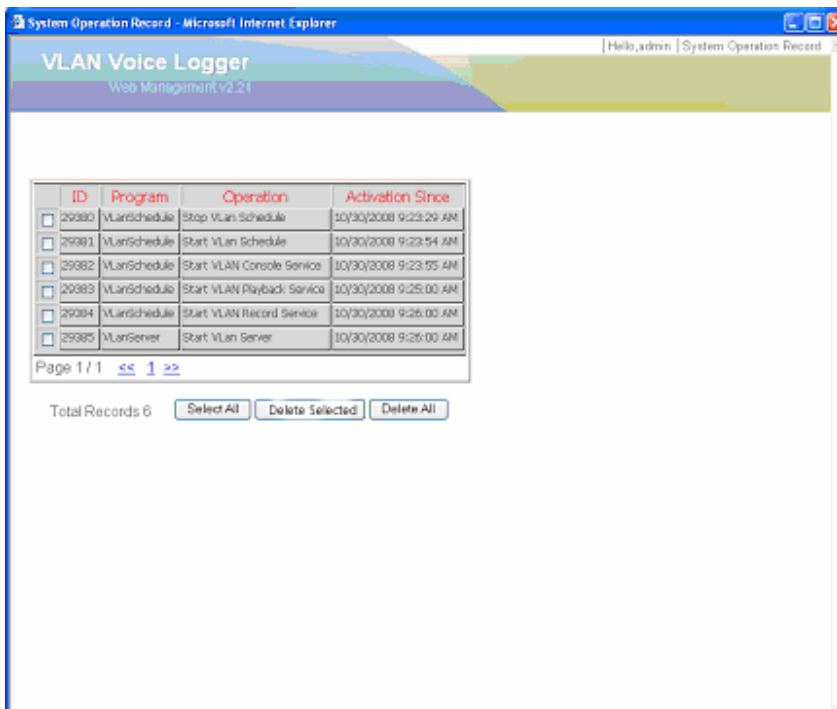 System Operation Record - Microsoft Internet Explorer
Hello,admin | System Operation Record
VLAN Voice Logger
Web Management v2.24
ID Program Operation Activation Since
29380 VLanSchedule Stop VLan Schedule 10/30/2008 9:23:29 AM
29381 VLanSchedule Start VLan Schedule 10/30/2008 9:23:54 AM
29382 VLanSchedule Start VLAN Console Service 10/30/2008 9:23:55 AM
29383 VLanSchedule Start VLAN Playback Service 10/30/2008 9:25:00 AM
29384 VLanSchedule Start VLAN Record Service 10/30/2008 9:26:00 AM
29385 VLanServer Start VLan Server 10/30/2008 9:26:00 AM
Page 1 / 1 << 1 >>
Total Records 6 Select All Delete Selected Delete All